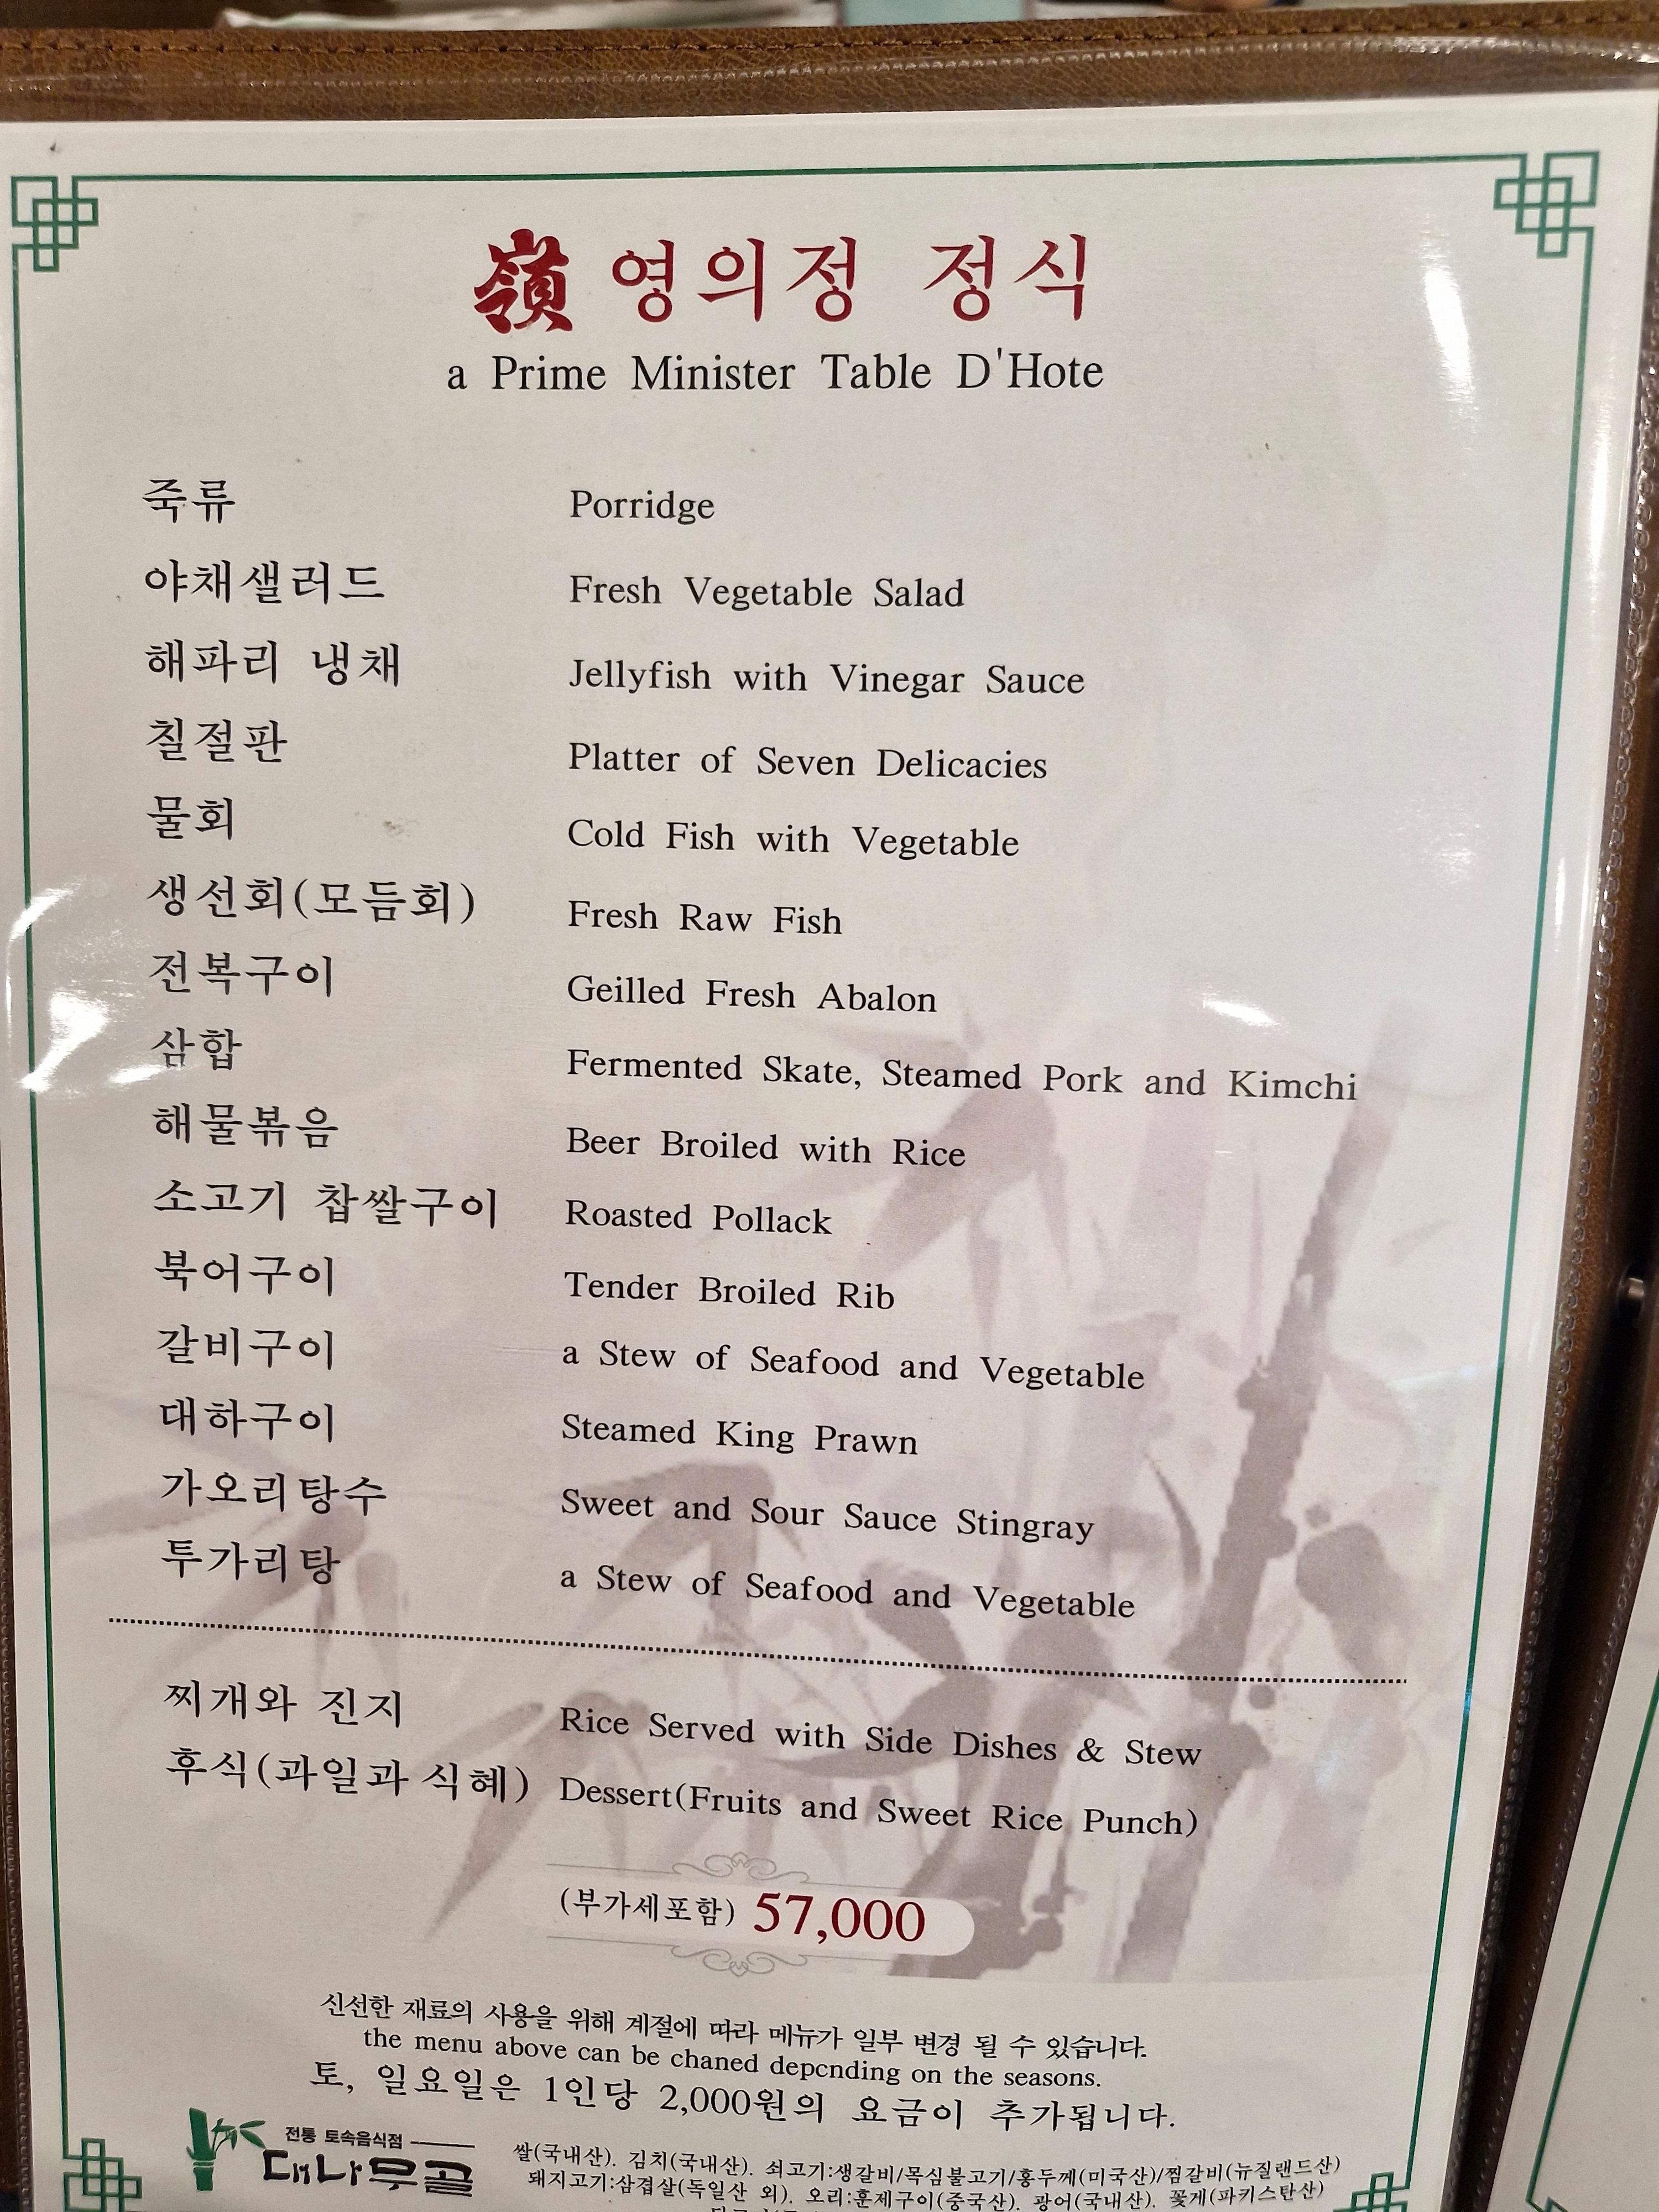 嶺 영의정 정식
a Prime Minister Table D'Hote
죽류 Porridge
야채샐러드 Fresh Vegetable Salad
해파리 냉채 Jellyfish with Vinegar Sauce
칠절판 Platter of Seven Delicacies
물회 Cold Fish with Vegetable
생선회(모듬회) Fresh Raw Fish
전복구이 Geilled Fresh Abalon
삼합 Fermented Skate, Steamed Pork and Kimchi
해물볶음 Beer Broiled with Rice
소고기 찹쌀구이 Roasted Pollack
북어구이 Tender Broiled Rib
갈비구이 a Stew of Seafood and Vegetable
대하구이 Steamed King Prawn
가오리탕수 Sweet and Sour Sauce Stingray
투가리탕 a Stew of Seafood and Vegetable
찌개와 진지 Rice Served with Side Dishes & Stew
후식(과일과 식혜) Dessert(Fruits and Sweet Rice Punch)
(부가세포함) 57,000
신선한 재료의 사용을 위해 계절에 따라 메뉴가 일부 변경 될 수 있습니다.
the menu above can be chaned depcnding on the seasons.
토, 일요일은 1인당 2,000원의 요금이 추가됩니다.
전통 토속음식점
대나무골
쌀(국내산). 김치(국내산). 쇠고기:생갈비/목심불고기/홍두께(미국산)/찜갈비(뉴질랜드산)
돼지고기:삼겹살(독일산 외). 오리:훈제구이(중국산). 광어(국내산). 꽃게(파키스탄산)